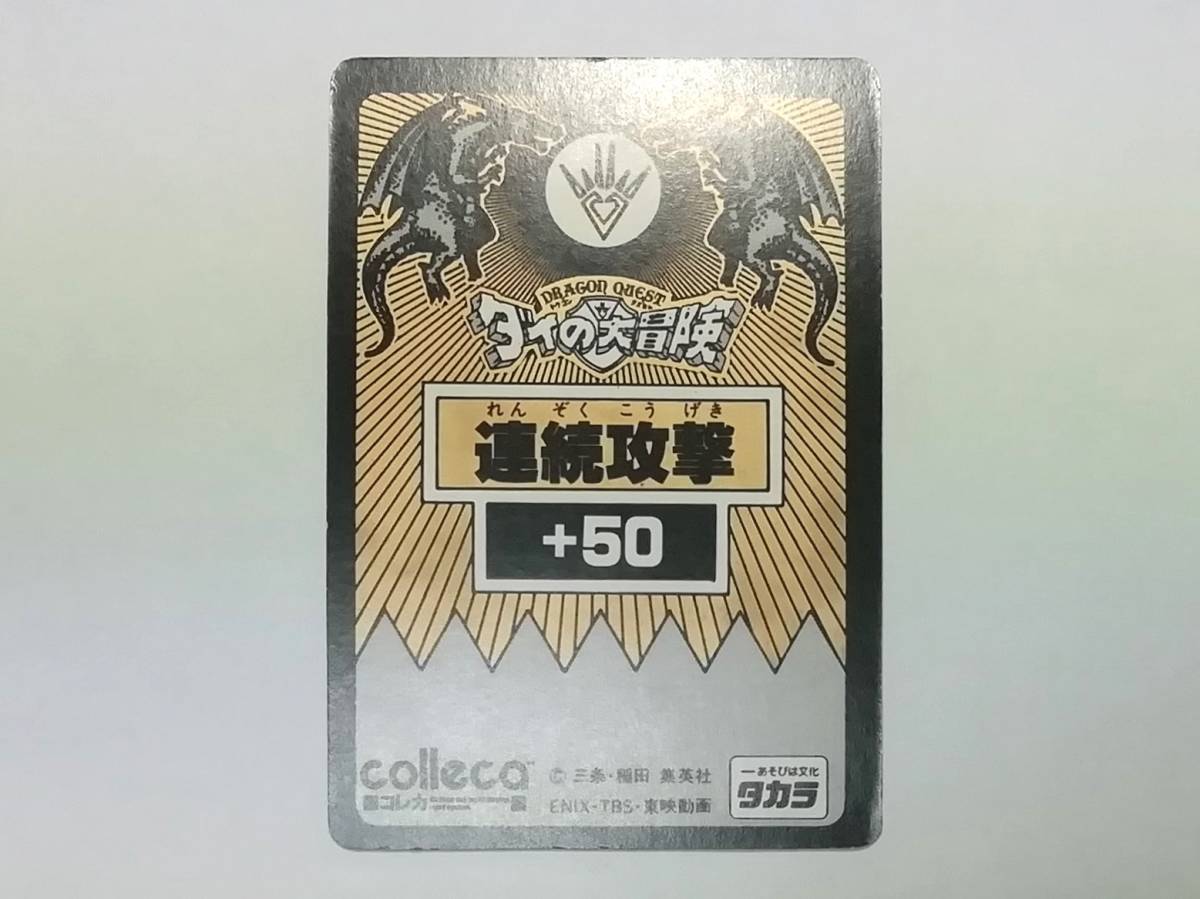 DRAGON QUEST
ダイの大冒険
れんぞくこうげき
連続攻撃
+50
colleca™
コレカ
© 三条・稲田 集英社
ENIX・TBS・東映動画
あそびは文化
タカラ